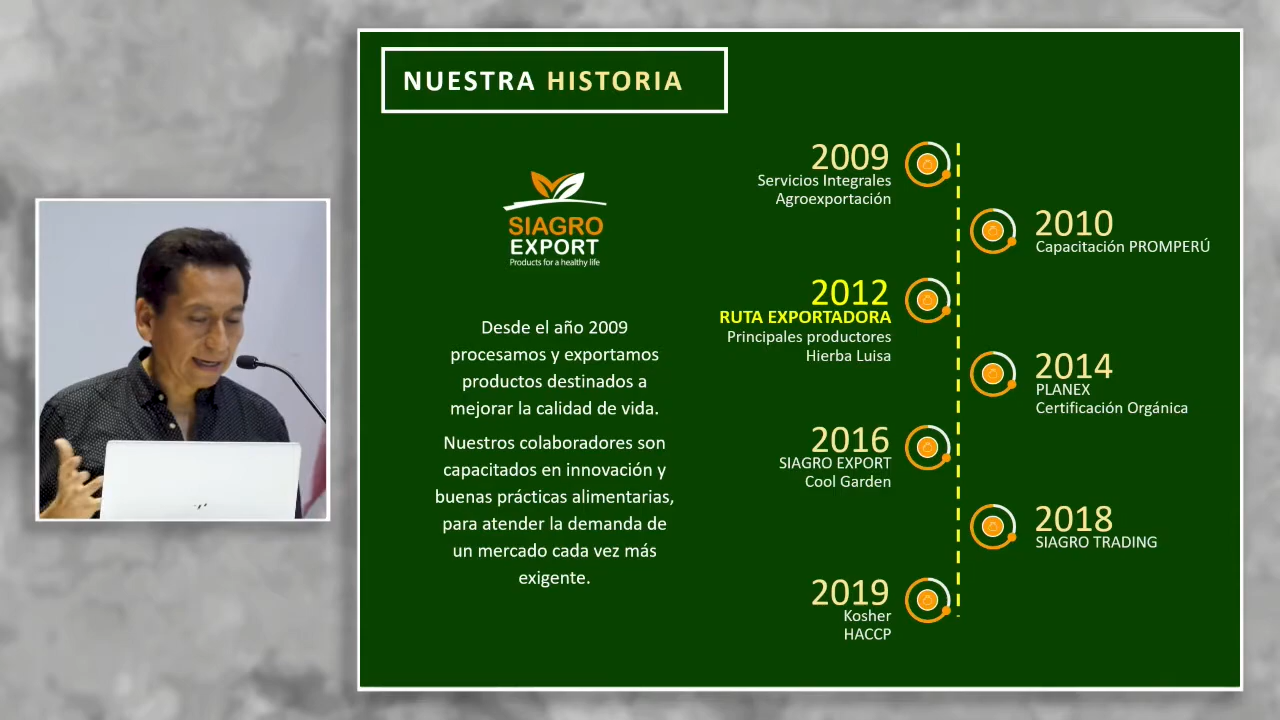 NUESTRA HISTORIA
SIAGRO
EXPORT
Products for a healthy life
Desde el año 2009
procesamos y exportamos
productos destinados a
mejorar la calidad de vida.
Nuestros colaboradores son
capacitados en innovación y
buenas prácticas alimentarias,
para atender la demanda de
un mercado cada vez más
exigente.
2009
Servicios Integrales
Agroexportación
2010
Capacitación PROMPERÚ
2012
RUTA EXPORTADORA
Principales productores
Hierba Luisa
2014
PLANEX
Certificación Orgánica
2016
SIAGRO EXPORT
Cool Garden
2018
SIAGRO TRADING
2019
Kosher
HACCP